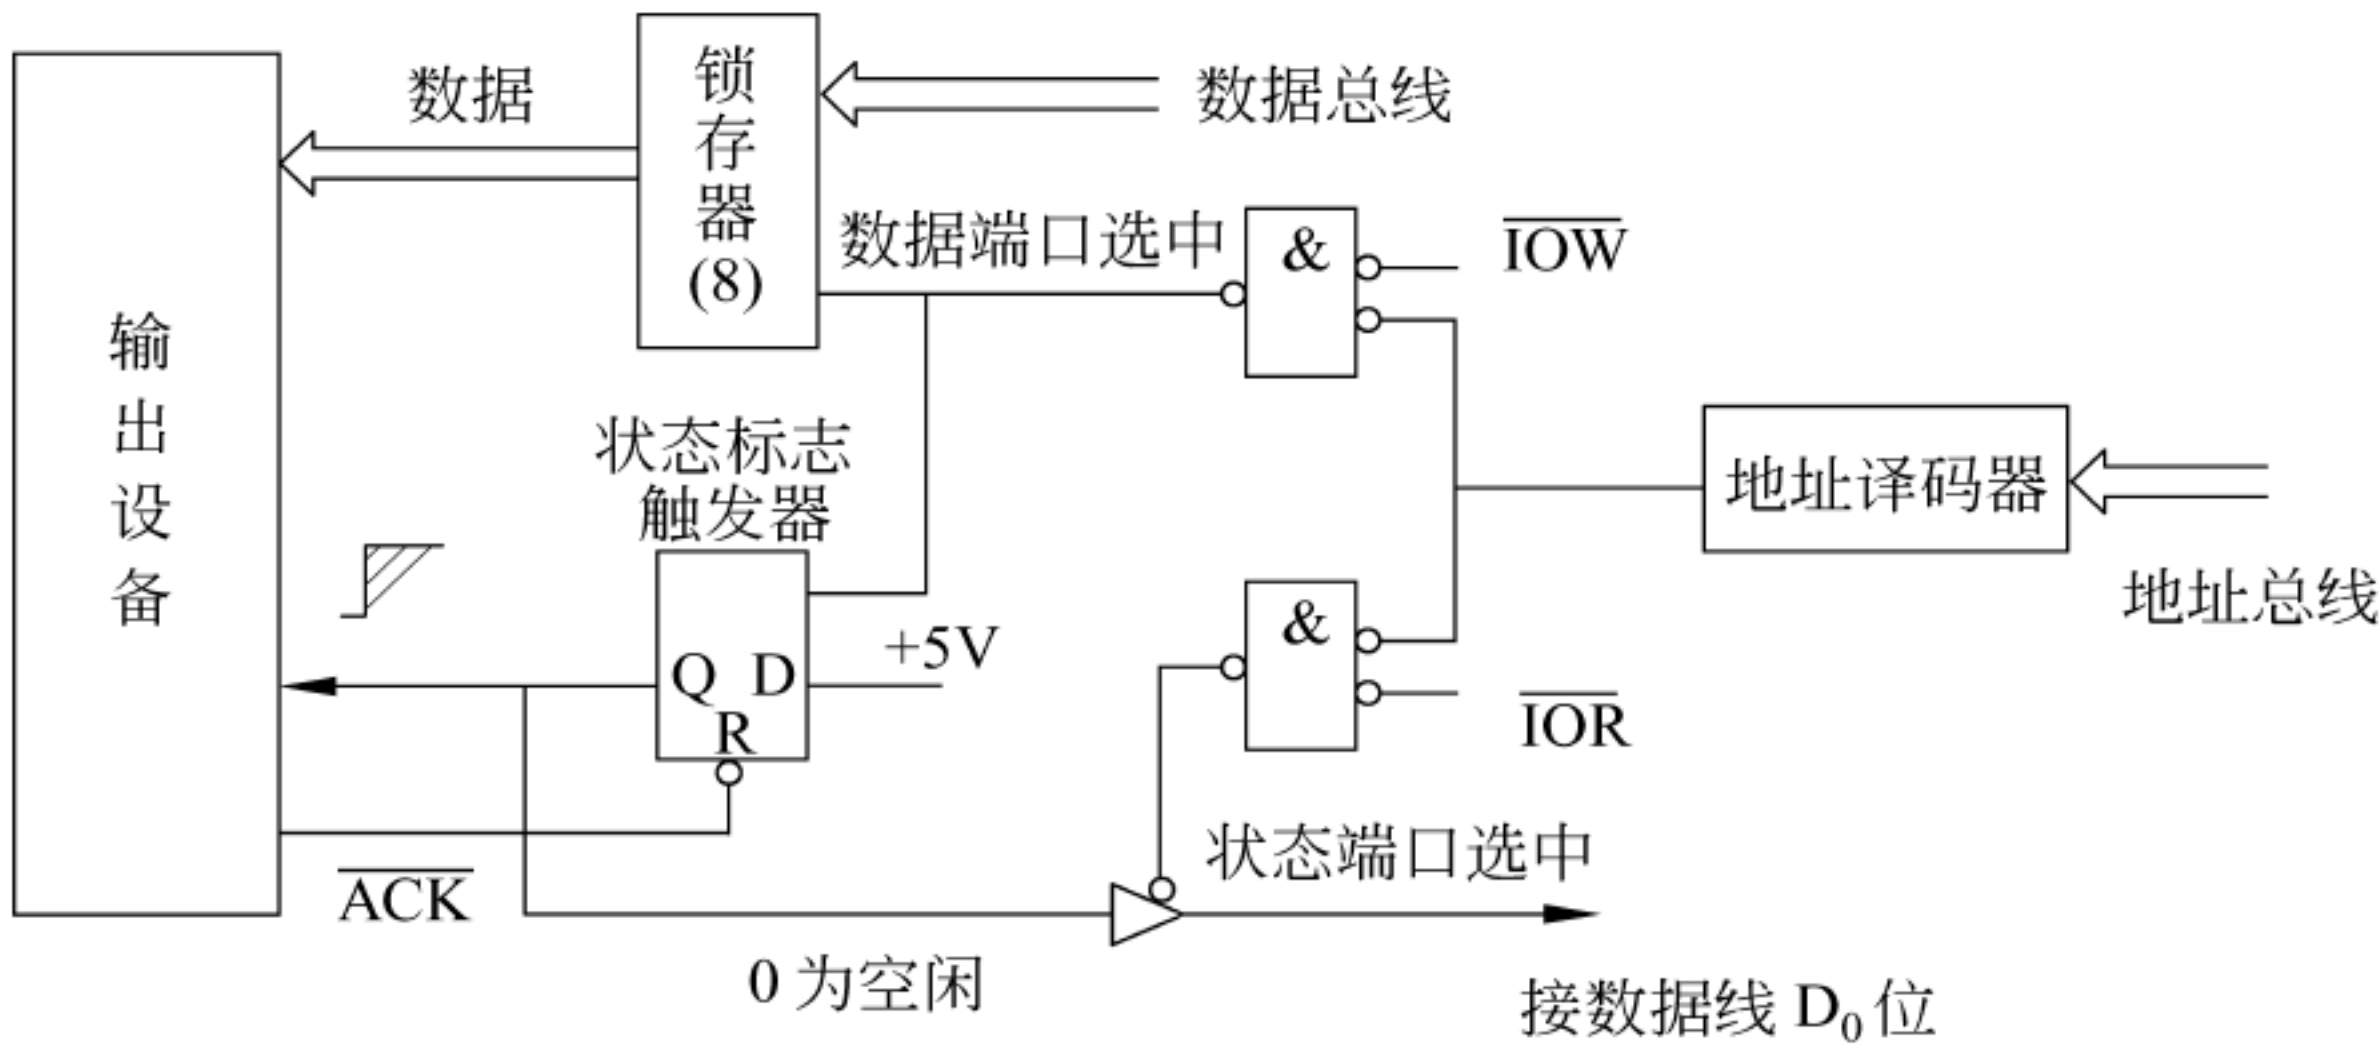 锁存器(8)
数据
数据总线
数据端口选中
&
IOW
输出设备
状态标志
触发器
地址译码器
地址总线
+5V
Q D
R
&
IOR
ACK
状态端口选中
0 为空闲
接数据线 D₀ 位